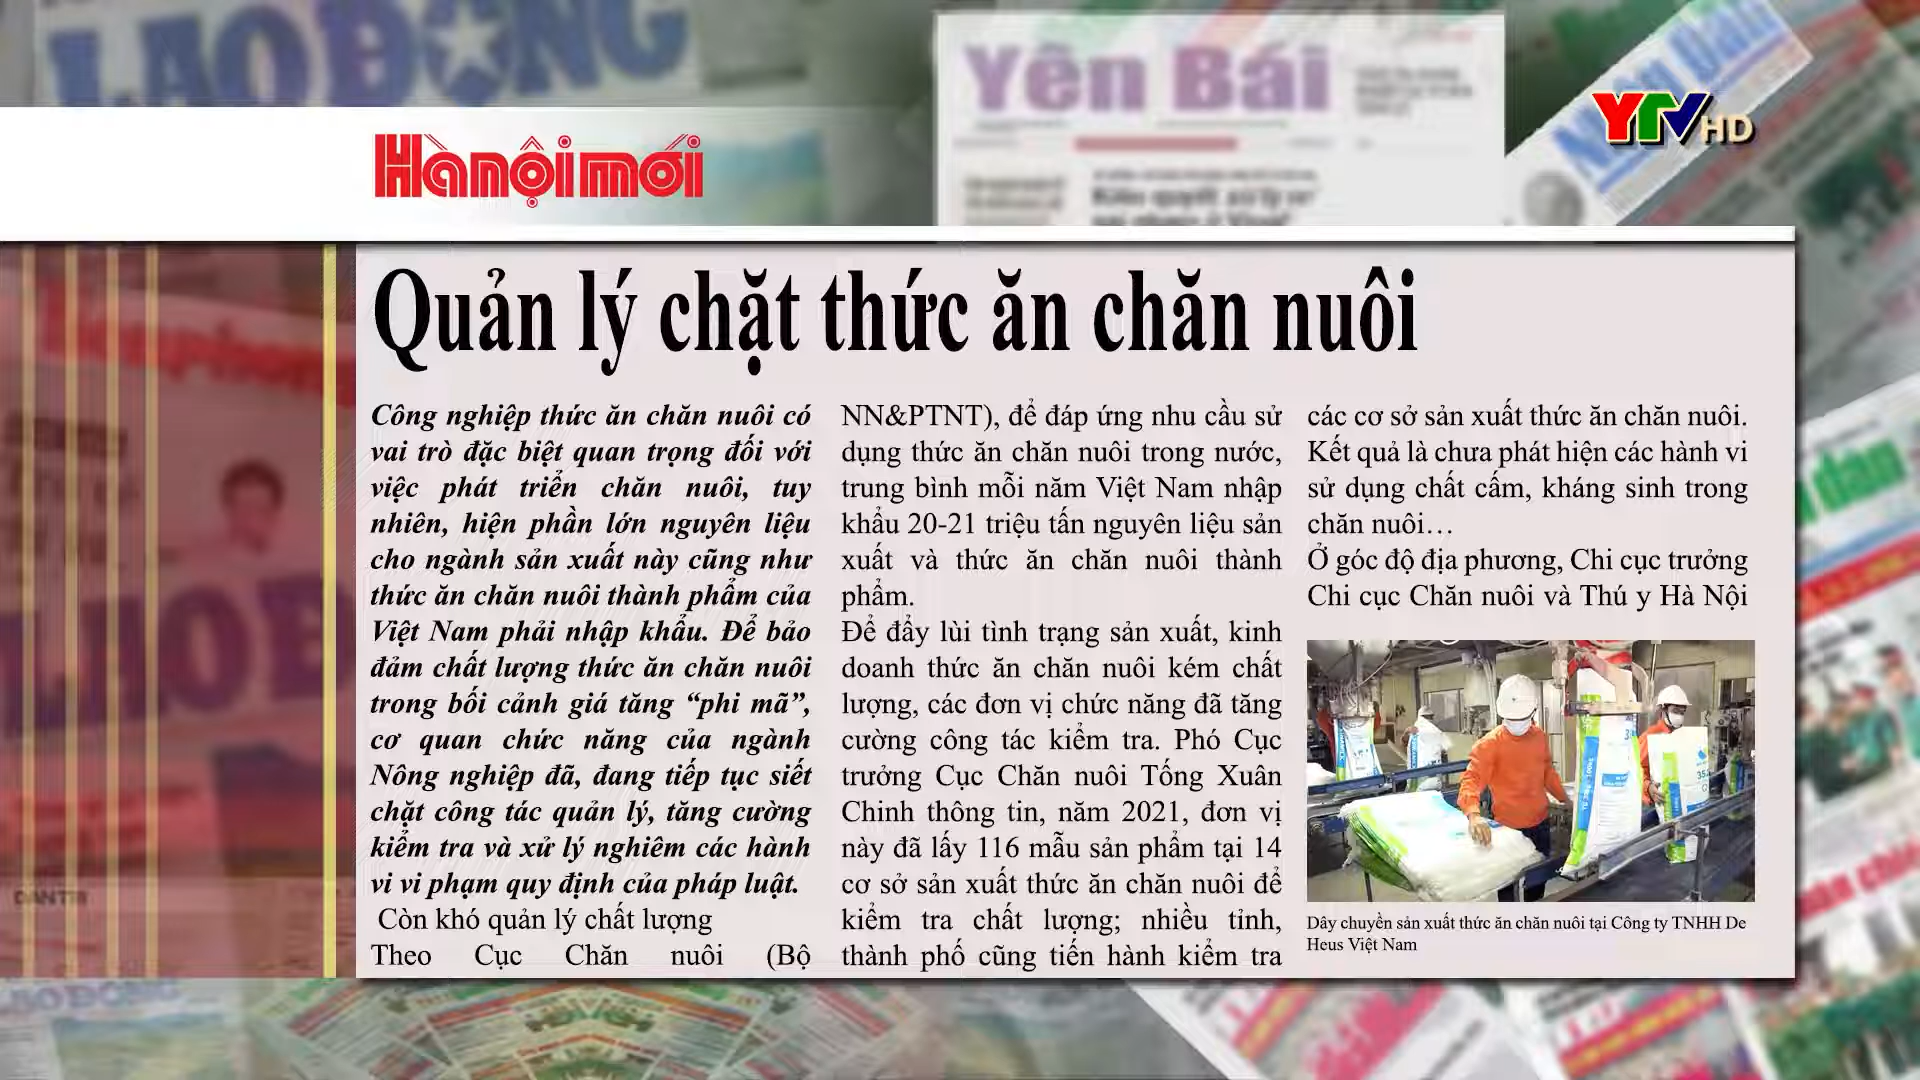 LAO ĐỘNG
Yên Bái
Nhân Dân
YTV HD
Hànộimới
Quản lý chặt thức ăn chăn nuôi
Công nghiệp thức ăn chăn nuôi có
vai trò đặc biệt quan trọng đối với
việc phát triển chăn nuôi, tuy
nhiên, hiện phần lớn nguyên liệu
cho ngành sản xuất này cũng như
thức ăn chăn nuôi thành phẩm của
Việt Nam phải nhập khẩu. Để bảo
đảm chất lượng thức ăn chăn nuôi
trong bối cảnh giá tăng “phi mã”,
cơ quan chức năng của ngành
Nông nghiệp đã, đang tiếp tục siết
chặt công tác quản lý, tăng cường
kiểm tra và xử lý nghiêm các hành
vi vi phạm quy định của pháp luật.
Còn khó quản lý chất lượng
Theo Cục Chăn nuôi (Bộ
NN&PTNT), để đáp ứng nhu cầu sử
dụng thức ăn chăn nuôi trong nước,
trung bình mỗi năm Việt Nam nhập
khẩu 20-21 triệu tấn nguyên liệu sản
xuất và thức ăn chăn nuôi thành
phẩm.
Để đẩy lùi tình trạng sản xuất, kinh
doanh thức ăn chăn nuôi kém chất
lượng, các đơn vị chức năng đã tăng
cường công tác kiểm tra. Phó Cục
trưởng Cục Chăn nuôi Tống Xuân
Chinh thông tin, năm 2021, đơn vị
này đã lấy 116 mẫu sản phẩm tại 14
cơ sở sản xuất thức ăn chăn nuôi để
kiểm tra chất lượng; nhiều tỉnh,
thành phố cũng tiến hành kiểm tra
các cơ sở sản xuất thức ăn chăn nuôi.
Kết quả là chưa phát hiện các hành vi
sử dụng chất cấm, kháng sinh trong
chăn nuôi…
Ở góc độ địa phương, Chi cục trưởng
Chi cục Chăn nuôi và Thú y Hà Nội
Dây chuyền sản xuất thức ăn chăn nuôi tại Công ty TNHH De
Heus Việt Nam
LAO ĐỘNG